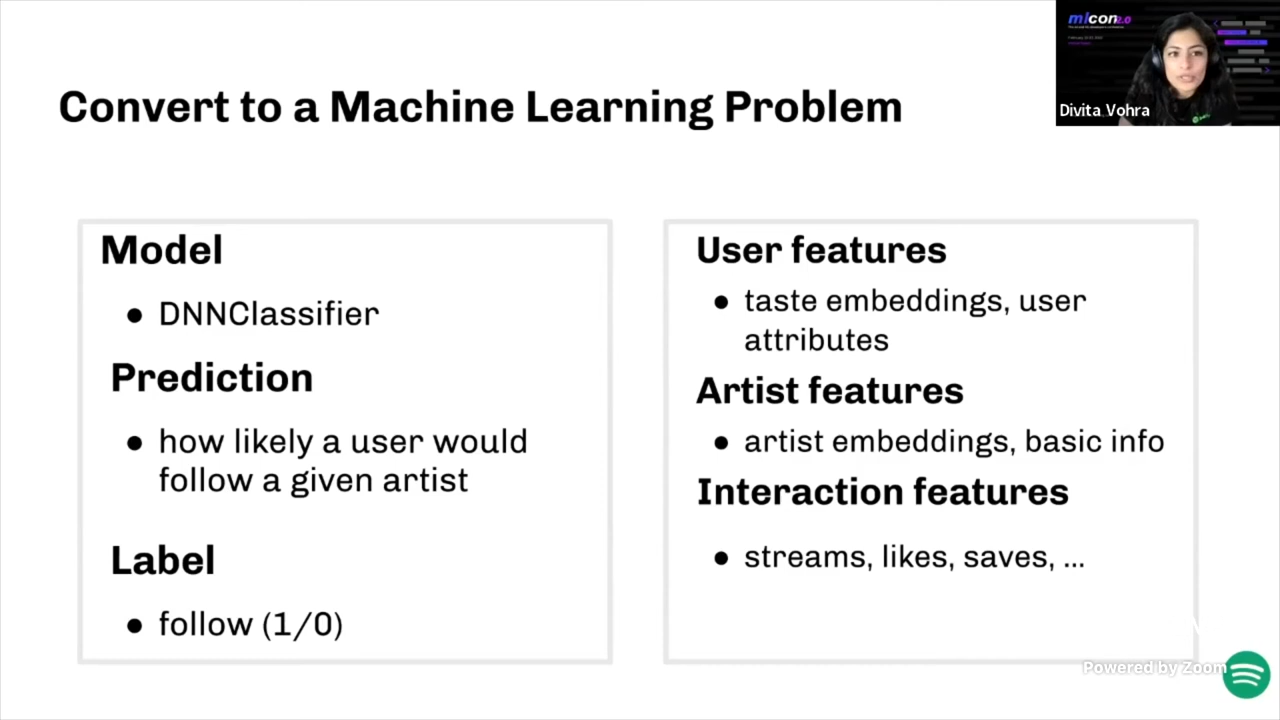 mlcon2.0
Divita Vohra
Convert to a Machine Learning Problem
Model
● DNNClassifier
Prediction
● how likely a user would
follow a given artist
Label
● follow (1/0)
User features
● taste embeddings, user
attributes
Artist features
● artist embeddings, basic info
Interaction features
● streams, likes, saves, ...
Powered by Zoom